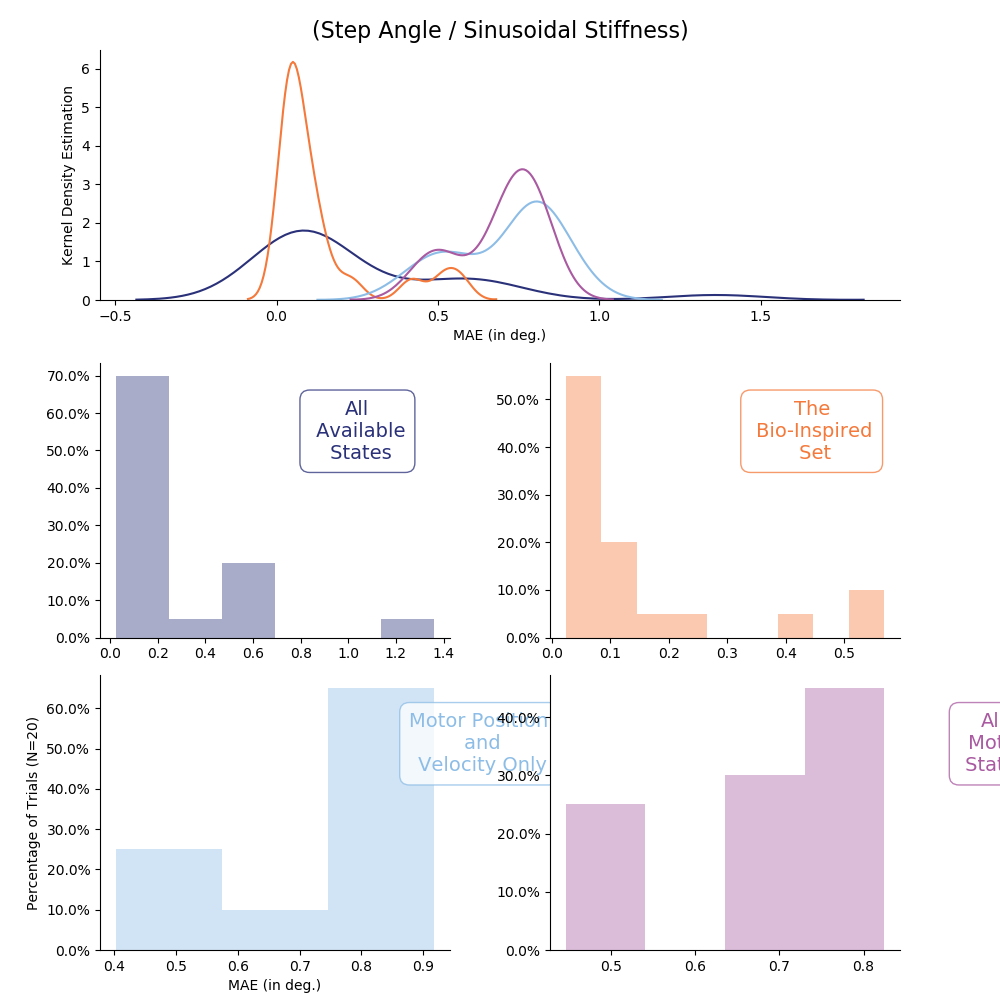 (Step Angle / Sinusoidal Stiffness)
Kernel Density Estimation
6
5
4
3
2
1
0
−0.5 0.0 0.5 1.0 1.5
MAE (in deg.)
70.0%
60.0%
50.0%
40.0%
30.0%
20.0%
10.0%
0.0%
All
Available
States
0.0 0.2 0.4 0.6 0.8 1.0 1.2 1.4
50.0%
40.0%
30.0%
20.0%
10.0%
0.0%
The
Bio-Inspired
Set
0.0 0.1 0.2 0.3 0.4 0.5
Percentage of Trials (N=20)
60.0%
50.0%
40.0%
30.0%
20.0%
10.0%
0.0%
Motor Position
and
Velocity Only
0.4 0.5 0.6 0.7 0.8 0.9
MAE (in deg.)
40.0%
30.0%
20.0%
10.0%
0.0%
Al
Mot
Stat
0.5 0.6 0.7 0.8